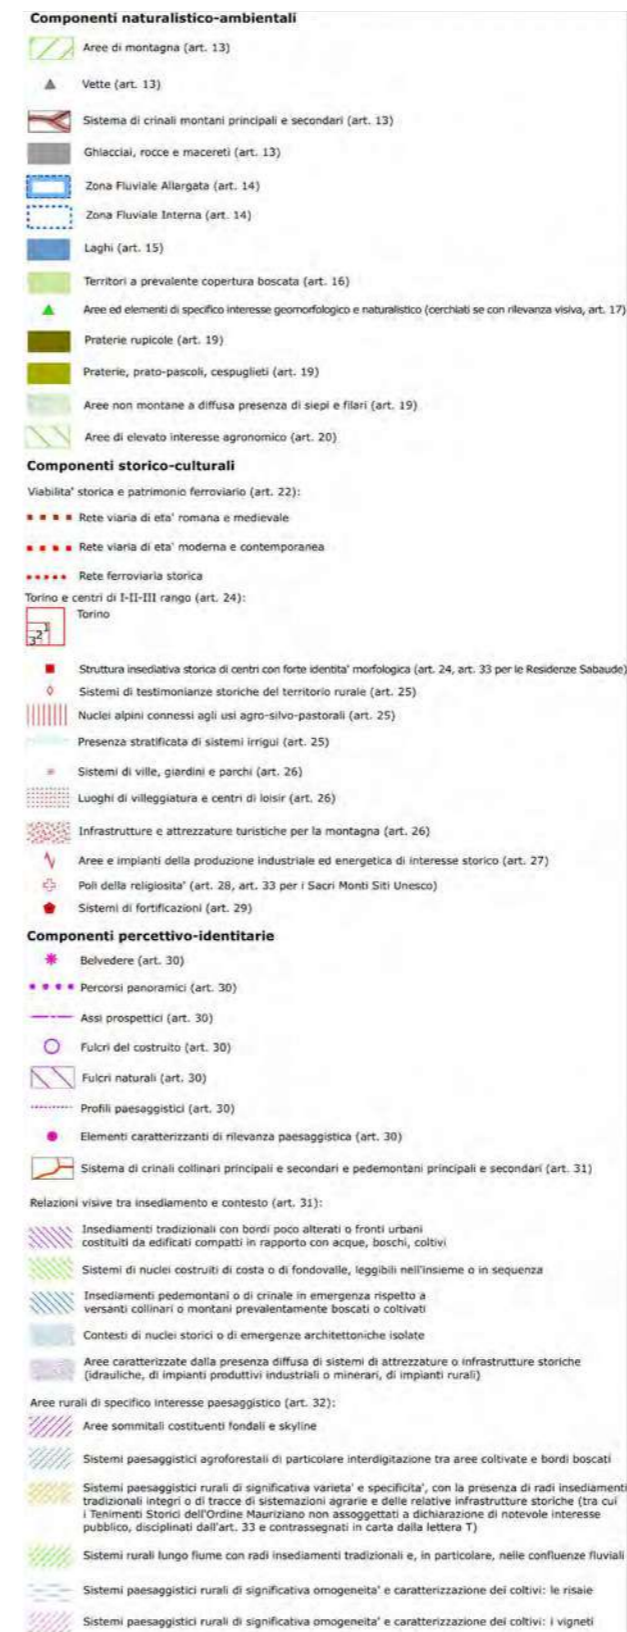 Componenti naturalistico-ambientali
Aree di montagna (art. 13)
Vette (art. 13)
Sistema di crinali montani principali e secondari (art. 13)
Ghiacciai, rocce e macereti (art. 13)
Zona Fluviale Allargata (art. 14)
Zona Fluviale Interna (art. 14)
Laghi (art. 15)
Territori a prevalente copertura boscata (art. 16)
Aree ed elementi di specifico interesse geomorfologico e naturalistico (cerchiati se con rilevanza visiva, art. 17)
Praterie rupicole (art. 19)
Praterie, prato-pascoli, cespuglieti (art. 19)
Aree non montane a diffusa presenza di siepi e filari (art. 19)
Aree di elevato interesse agronomico (art. 20)
Componenti storico-culturali
Viabilita' storica e patrimonio ferroviario (art. 22):
Rete viaria di eta' romana e medievale
Rete viaria di eta' moderna e contemporanea
Rete ferroviaria storica
Torino e centri di I-II-III rango (art. 24):
Torino
1
2
3
Struttura insediativa storica di centri con forte identita' morfologica (art. 24, art. 33 per le Residenze Sabaude)
Sistemi di testimonianze storiche del territorio rurale (art. 25)
Nuclei alpini connessi agli usi agro-silvo-pastorali (art. 25)
Presenza stratificata di sistemi irrigui (art. 25)
Sistemi di ville, giardini e parchi (art. 26)
Luoghi di villeggiatura e centri di loisir (art. 26)
Infrastrutture e attrezzature turistiche per la montagna (art. 26)
Aree e impianti della produzione industriale ed energetica di interesse storico (art. 27)
Poli della religiosita' (art. 28, art. 33 per i Sacri Monti Siti Unesco)
Sistemi di fortificazioni (art. 29)
Componenti percettivo-identitarie
Belvedere (art. 30)
Percorsi panoramici (art. 30)
Assi prospettici (art. 30)
Fulcri del costruito (art. 30)
Fulcri naturali (art. 30)
Profili paesaggistici (art. 30)
Elementi caratterizzanti di rilevanza paesaggistica (art. 30)
Sistema di crinali collinari principali e secondari e pedemontani principali e secondari (art. 31)
Relazioni visive tra insediamento e contesto (art. 31):
Insediamenti tradizionali con bordi poco alterati o fronti urbani
costituiti da edificati compatti in rapporto con acque, boschi, coltivi
Sistemi di nuclei costruiti di costa o di fondovalle, leggibili nell'insieme o in sequenza
Insediamenti pedemontani o di crinale in emergenza rispetto a
versanti collinari o montani prevalentemente boscati o coltivati
Contesti di nuclei storici o di emergenze architettoniche isolate
Aree caratterizzate dalla presenza diffusa di sistemi di attrezzature o infrastrutture storiche
(idrauliche, di impianti produttivi industriali o minerari, di impianti rurali)
Aree rurali di specifico interesse paesaggistico (art. 32):
Aree sommitali costituenti fondali e skyline
Sistemi paesaggistici agroforestali di particolare interdigitazione tra aree coltivate e bordi boscati
Sistemi paesaggistici rurali di significativa varieta' e specificita', con la presenza di radi insediamenti
tradizionali integri o di tracce di sistemazioni agrarie e delle relative infrastrutture storiche (tra cui
i Tenimenti Storici dell'Ordine Mauriziano non assoggettati a dichiarazione di notevole interesse
pubblico, disciplinati dall'art. 33 e contrassegnati in carta dalla lettera T)
Sistemi rurali lungo fiume con radi insediamenti tradizionali e, in particolare, nelle confluenze fluviali
Sistemi paesaggistici rurali di significativa omogeneita' e caratterizzazione dei coltivi: le risaie
Sistemi paesaggistici rurali di significativa omogeneita' e caratterizzazione dei coltivi: i vigneti